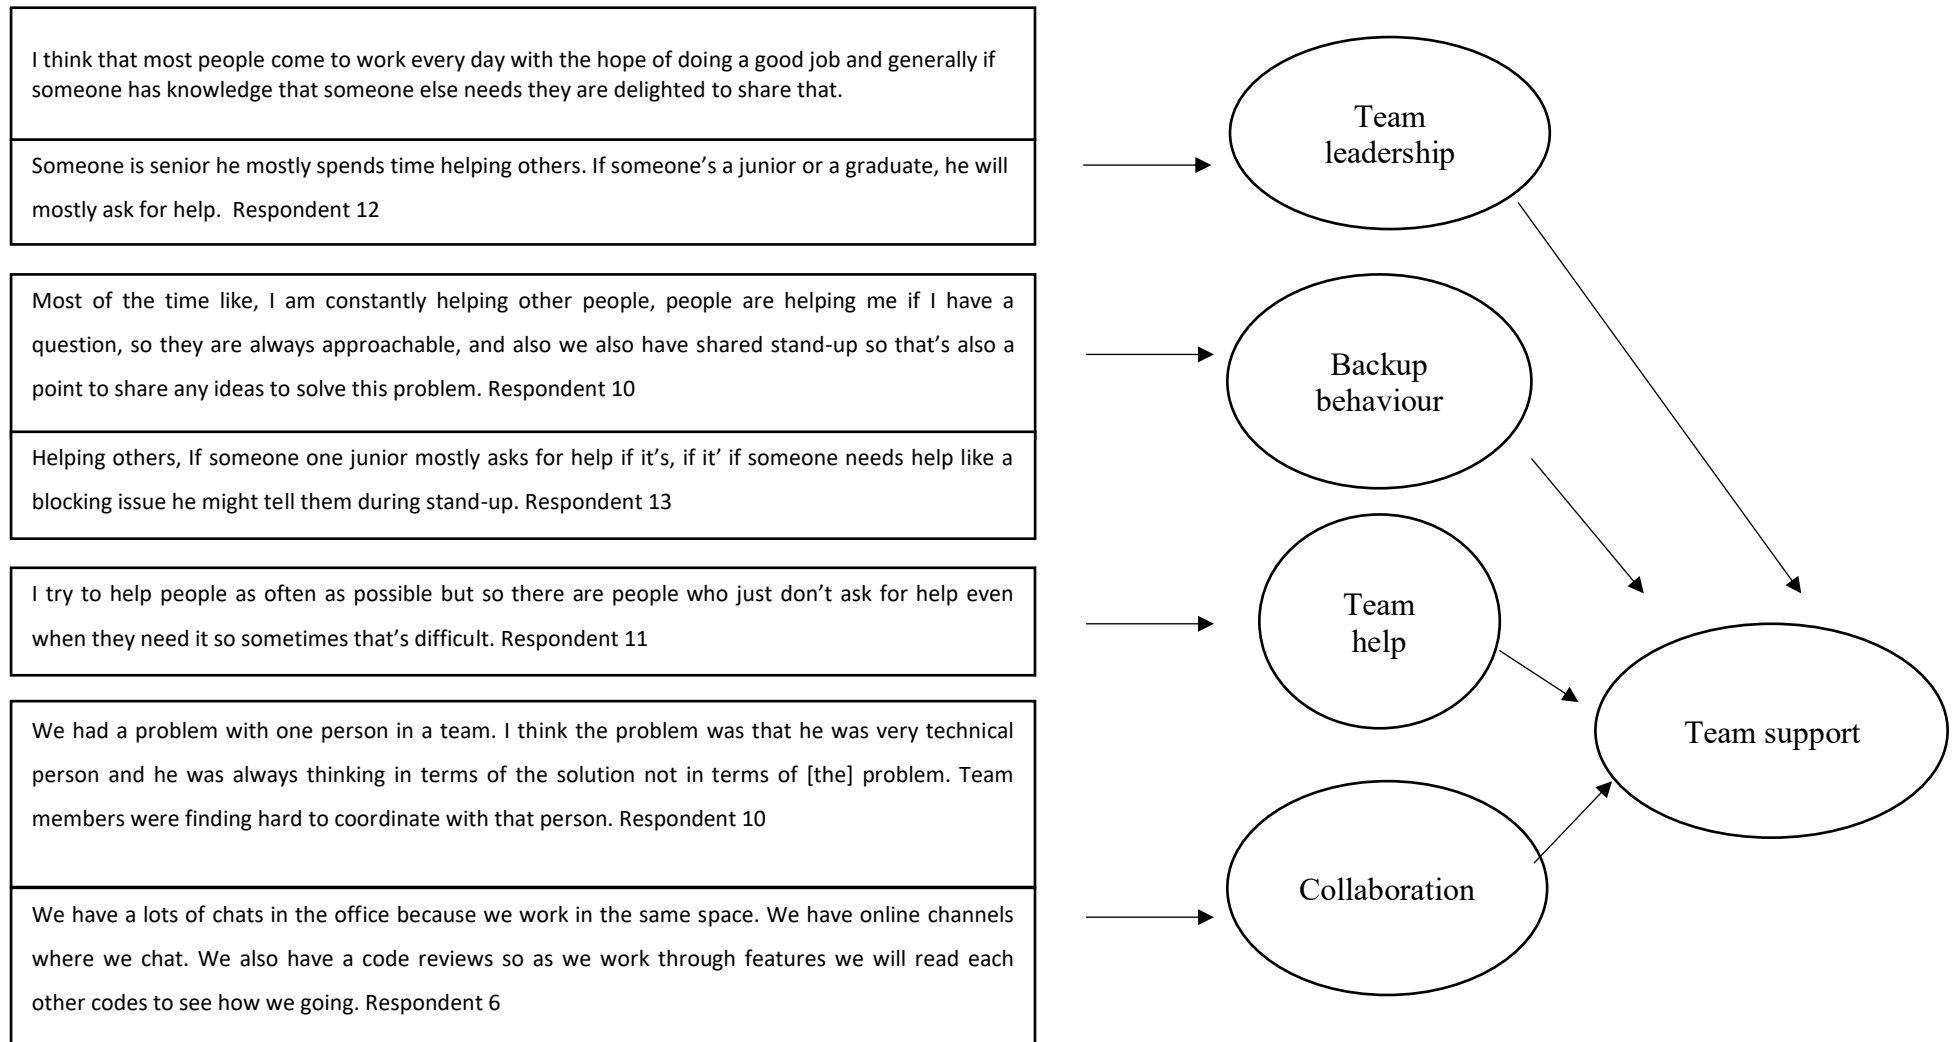 I think that most people come to work every day with the hope of doing a good job and generally if
someone has knowledge that someone else needs they are delighted to share that.
Someone is senior he mostly spends time helping others. If someone’s a junior or a graduate, he will
mostly ask for help.  Respondent 12
Most of the time like, I am constantly helping other people, people are helping me if I have a
question, so they are always approachable, and also we also have shared stand-up so that’s also a
point to share any ideas to solve this problem. Respondent 10
Helping others, If someone one junior mostly asks for help if it’s, if it’ if someone needs help like a
blocking issue he might tell them during stand-up. Respondent 13
I try to help people as often as possible but so there are people who just don’t ask for help even
when they need it so sometimes that’s difficult. Respondent 11
We had a problem with one person in a team. I think the problem was that he was very technical
person and he was always thinking in terms of the solution not in terms of [the] problem. Team
members were finding hard to coordinate with that person. Respondent 10
We have a lots of chats in the office because we work in the same space. We have online channels
where we chat. We also have a code reviews so as we work through features we will read each
other codes to see how we going. Respondent 6
Team
leadership
Backup
behaviour
Team
help
Collaboration
Team support